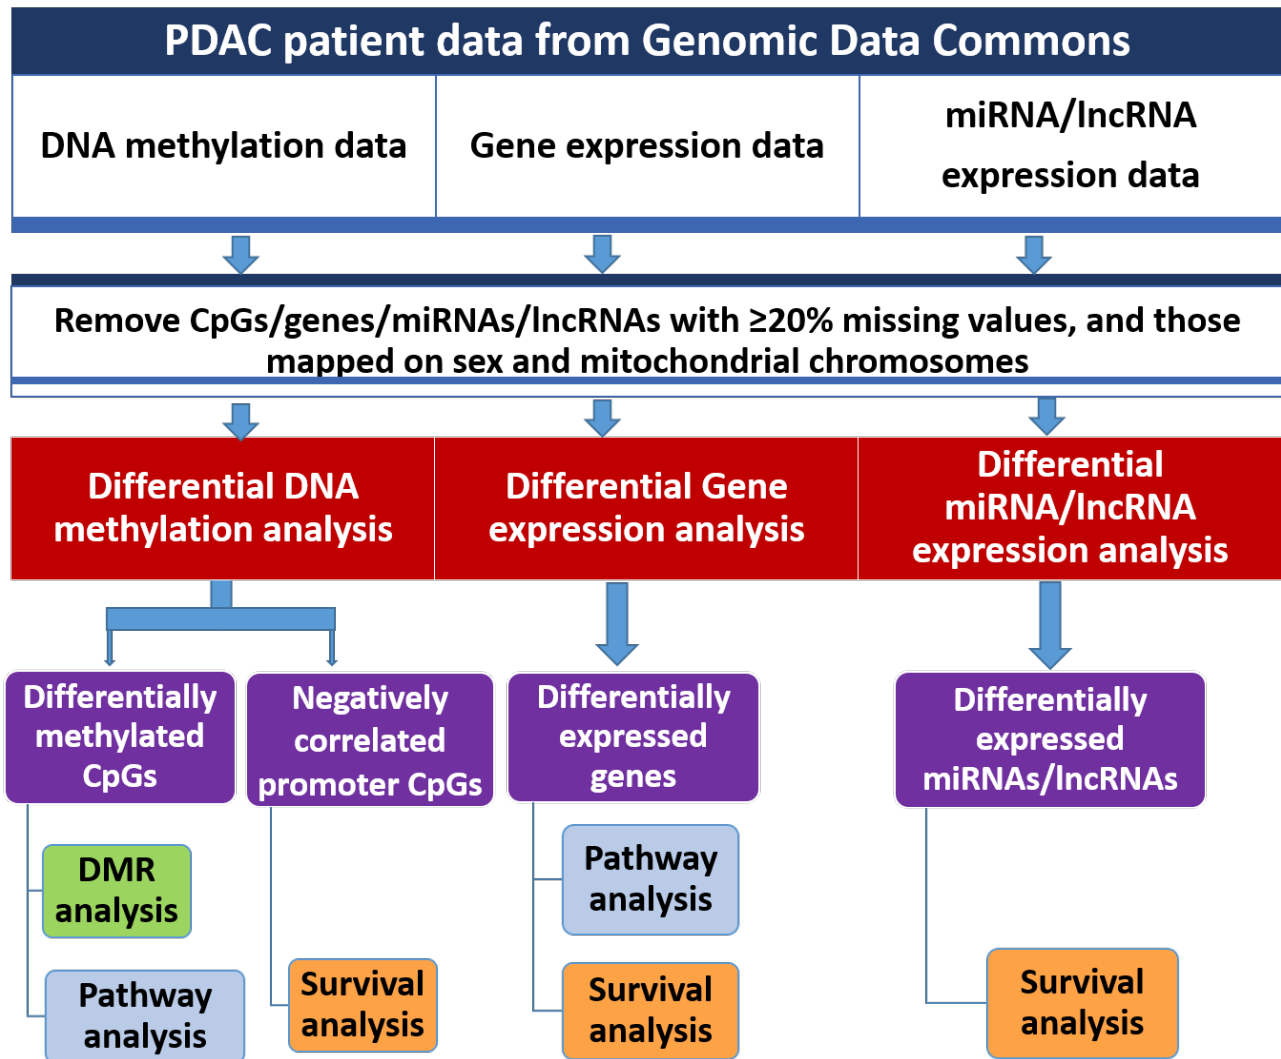 PDAC patient data from Genomic Data Commons
DNA methylation data
Gene expression data
miRNA/lncRNA
expression data
Remove CpGs/genes/miRNAs/lncRNAs with ≥20% missing values, and those
mapped on sex and mitochondrial chromosomes
Differential DNA
methylation analysis
Differential Gene
expression analysis
Differential
miRNA/lncRNA
expression analysis
Differentially
methylated
CpGs
Negatively
correlated
promoter CpGs
Differentially
expressed
genes
Differentially
expressed
miRNAs/lncRNAs
DMR
analysis
Pathway
analysis
Survival
analysis
Pathway
analysis
Survival
analysis
Survival
analysis